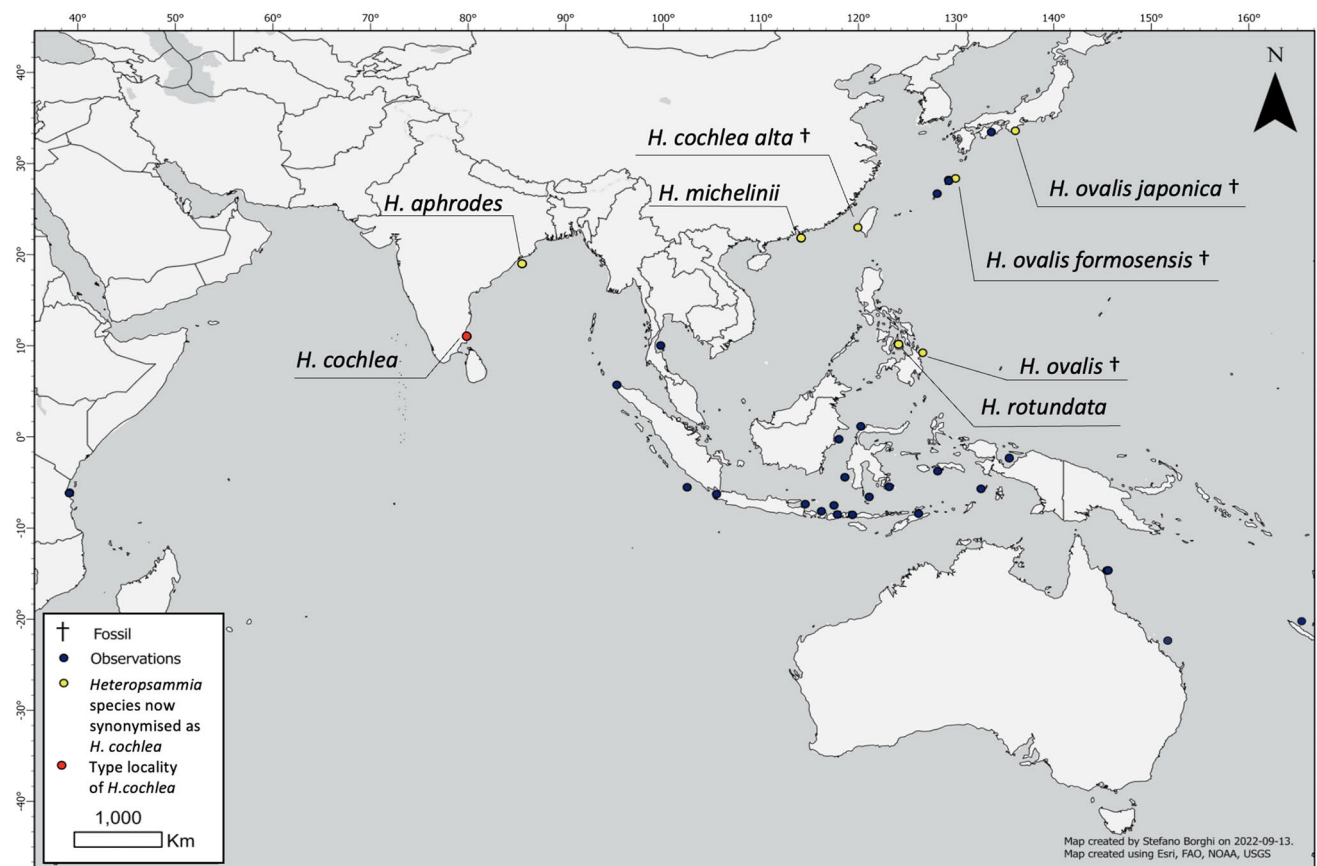 40° 50° 60° 70° 80° 90° 100° 110° 120° 130° 140° 150° 160°
40°
30°
20°
10°
0°
-10°
-20°
-30°
-40°
N
H. cochlea alta †
H. michelinii
H. aphrodes
H. ovalis japonica †
H. ovalis formosensis †
H. cochlea
H. ovalis †
H. rotundata
† Fossil
Observations
Heteropsammia
species now
synonymised as
H. cochlea
Type locality
of H.cochlea
1,000
Km
Map created by Stefano Borghi on 2022-09-13.
Map created using Esri, FAO, NOAA, USGS